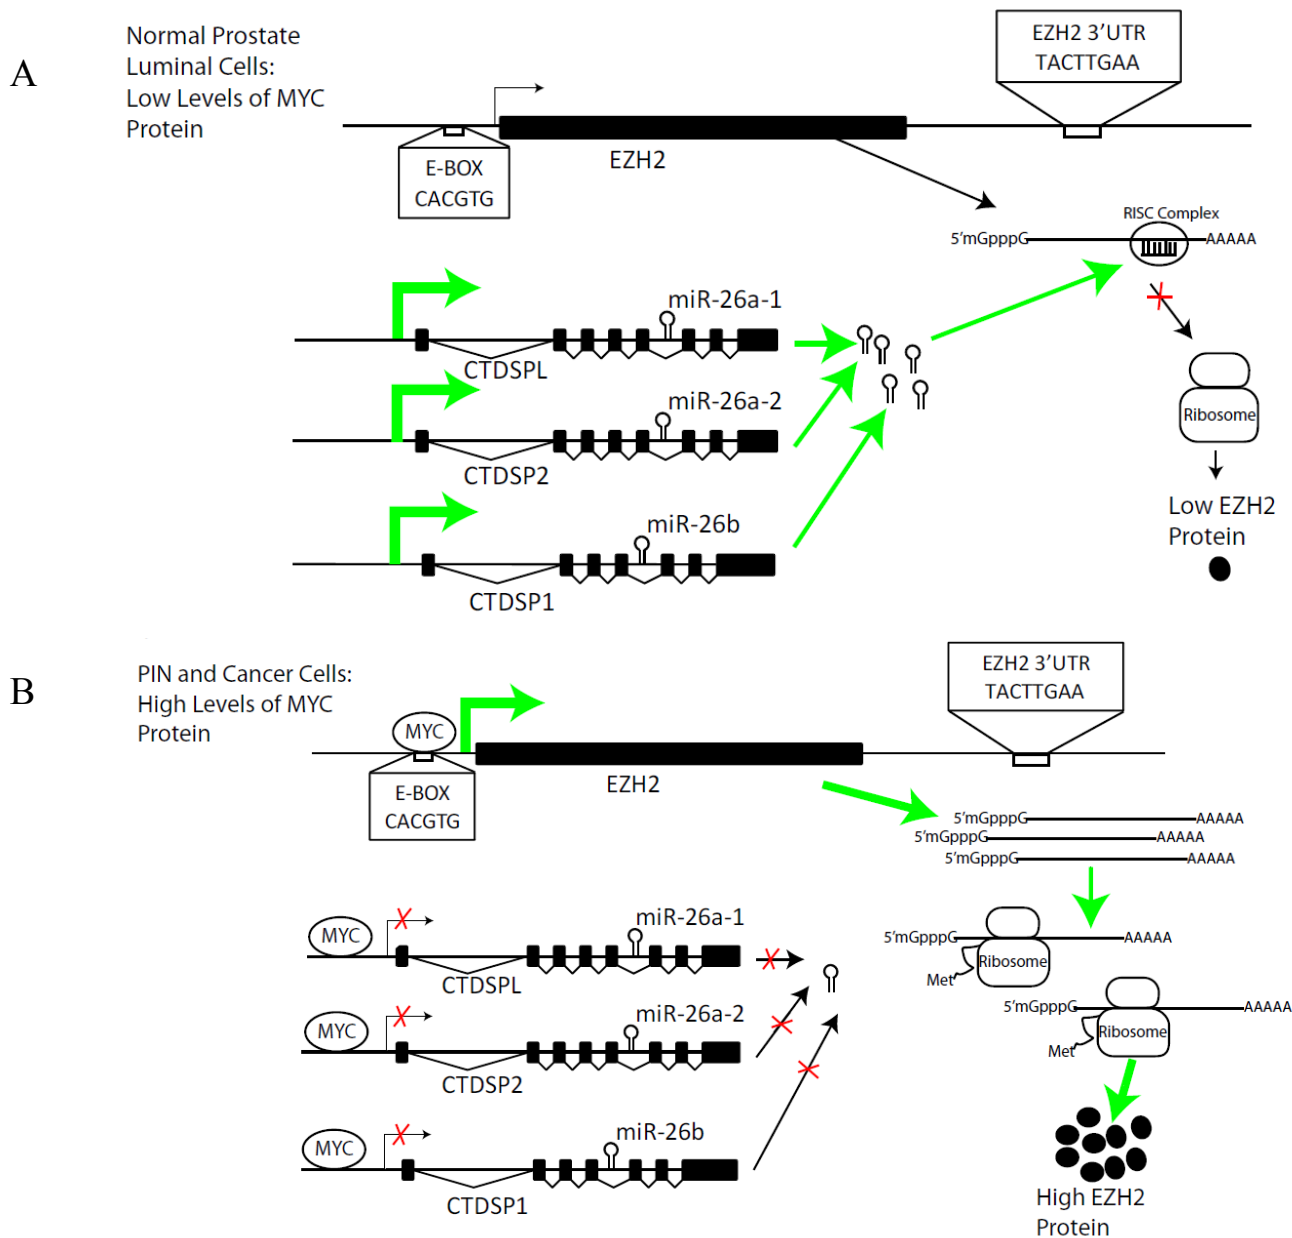 A
Normal Prostate
Luminal Cells:
Low Levels of MYC
Protein
EZH2 3’UTR
TACTTGAA
E-BOX
CACGTG
EZH2
RISC Complex
5’mGpppG
AAAAA
miR-26a-1
CTDSPL
miR-26a-2
CTDSP2
miR-26b
CTDSP1
Ribosome
Low EZH2
Protein
B
PIN and Cancer Cells:
High Levels of MYC
Protein
EZH2 3’UTR
TACTTGAA
MYC
E-BOX
CACGTG
EZH2
5’mGpppG AAAAA
5’mGpppG AAAAA
5’mGpppG AAAAA
MYC
miR-26a-1
CTDSPL
MYC
miR-26a-2
CTDSP2
MYC
miR-26b
CTDSP1
5’mGpppG AAAAA
Ribosome
Met
5’mGpppG AAAAA
Ribosome
Met
High EZH2
Protein